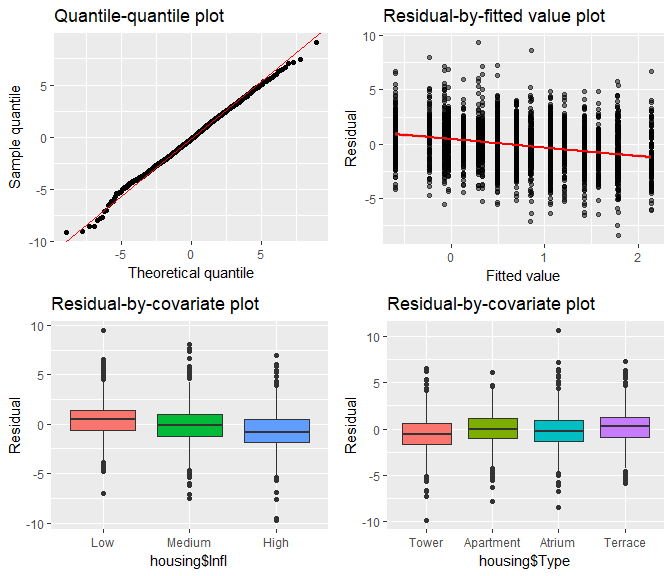 Quantile-quantile plot
Sample quantile
5
0
-5
-10
-5
0
5
Theoretical quantile
Residual-by-fitted value plot
Residual
10
5
0
-5
0
1
2
Fitted value
Residual-by-covariate plot
Residual
10
5
0
-5
-10
Low
Medium
High
housing$Infl
Residual-by-covariate plot
Residual
10
5
0
-5
-10
Tower
Apartment
Atrium
Terrace
housing$Type